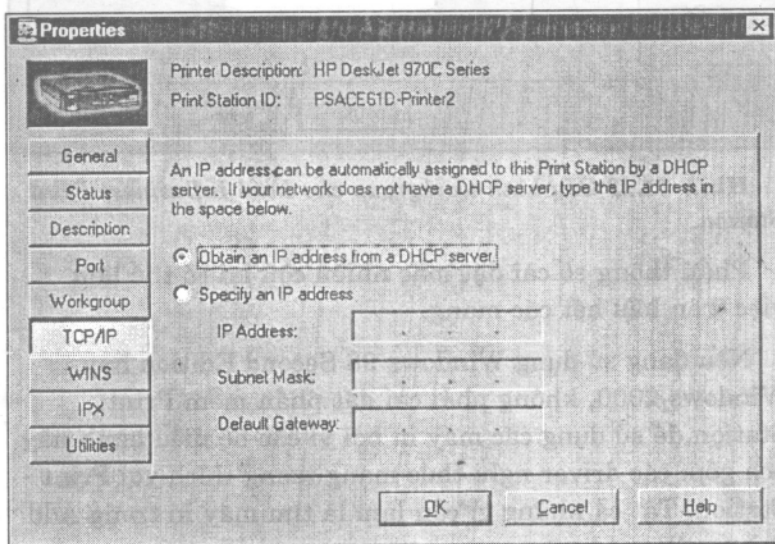 Properties
Printer Description: HP DeskJet 970C Series
Print Station ID: PSACE61D-Printer2
General
Status
Description
Port
Workgroup
TCP/IP
WINS
IPX
Utilities
An IP address can be automatically assigned to this Print Station by a DHCP
server. If your network does not have a DHCP server, type the IP address in
the space below.
Obtain an IP address from a DHCP server.
Specify an IP address
IP Address:
Subnet Mask:
Default Gateway:
OK
Cancel
Help